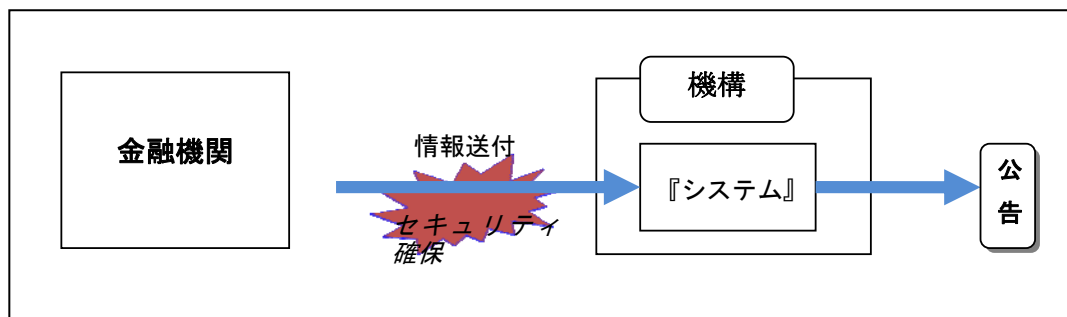 金融機関
情報送付
セキュリティ
確保
機構
『システム』
公
告